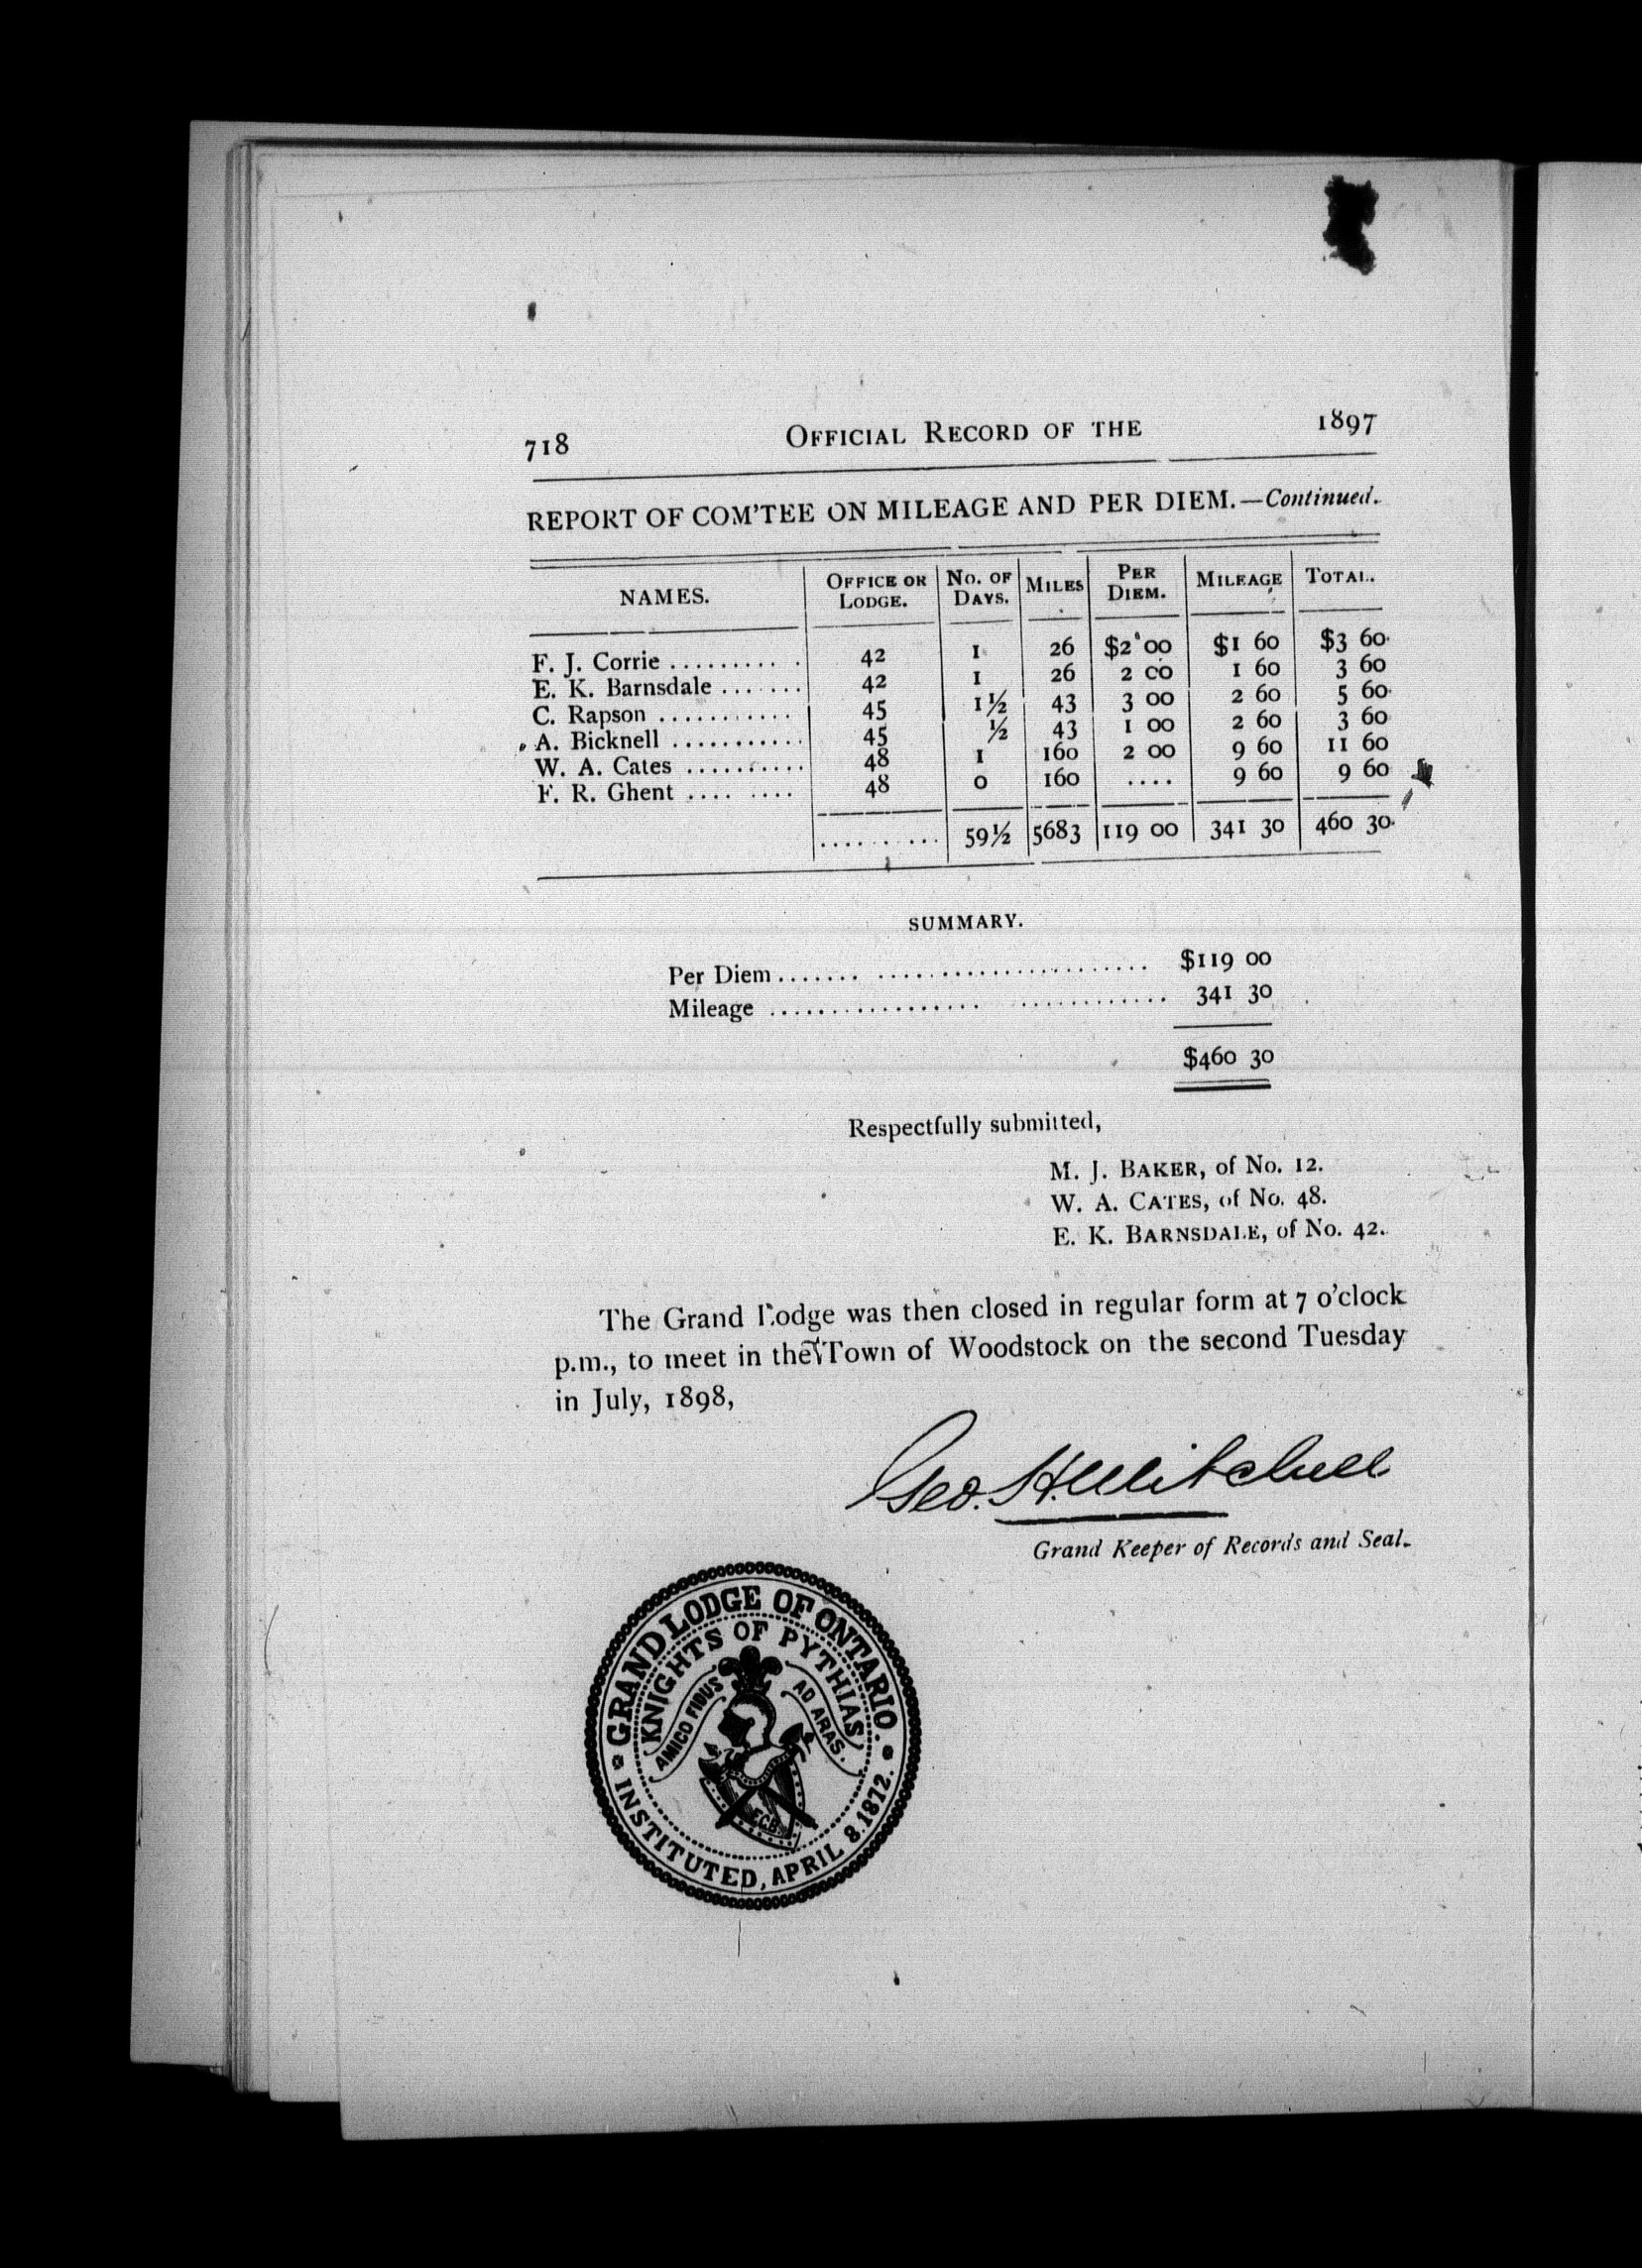 718 OFFICIAL RECORD OF THE 1897
REPORT OF COM'TEE ON MILEAGE AND PER DIEM.—Continued.
NAMES. OFFICE OR LODGE. No. OF DAYS. MILES PER DIEM. MILEAGE TOTAL.
F. J. Corrie .......... 42 1 26 $2 00 $1 60 $3 60
E. K. Barnsdale ....... 42 1 26 2 00 1 60 3 60
C. Rapson ........... 45 1½ 43 3 00 2 60 5 60
A. Bicknell ........... 45 ½ 43 1 00 2 60 3 60
W. A. Cates .......... 48 1 160 2 00 9 60 11 60
F. R. Ghent .... .... 48 0 160 .... 9 60 9 60
.......... 59½ 5683 119 00 341 30 460 30
SUMMARY.
Per Diem....... ...................... $119 00
Mileage ................. ............ 341 30
$460 30
Respectfully submitted,
M. J. BAKER, of No. 12.
W. A. CATES, of No. 48.
E. K. BARNSDALE, of No. 42.
The Grand Lodge was then closed in regular form at 7 o'clock
p.m., to meet in the Town of Woodstock on the second Tuesday
in July, 1898,
Geo. H. Mitchell
Grand Keeper of Records and Seal.
GRAND LODGE OF ONTARIO.
KNIGHTS OF PYTHIAS.
AMICO FIDUS AD ARAS.
F.C.B.
INSTITUTED, APRIL 8. 1872.